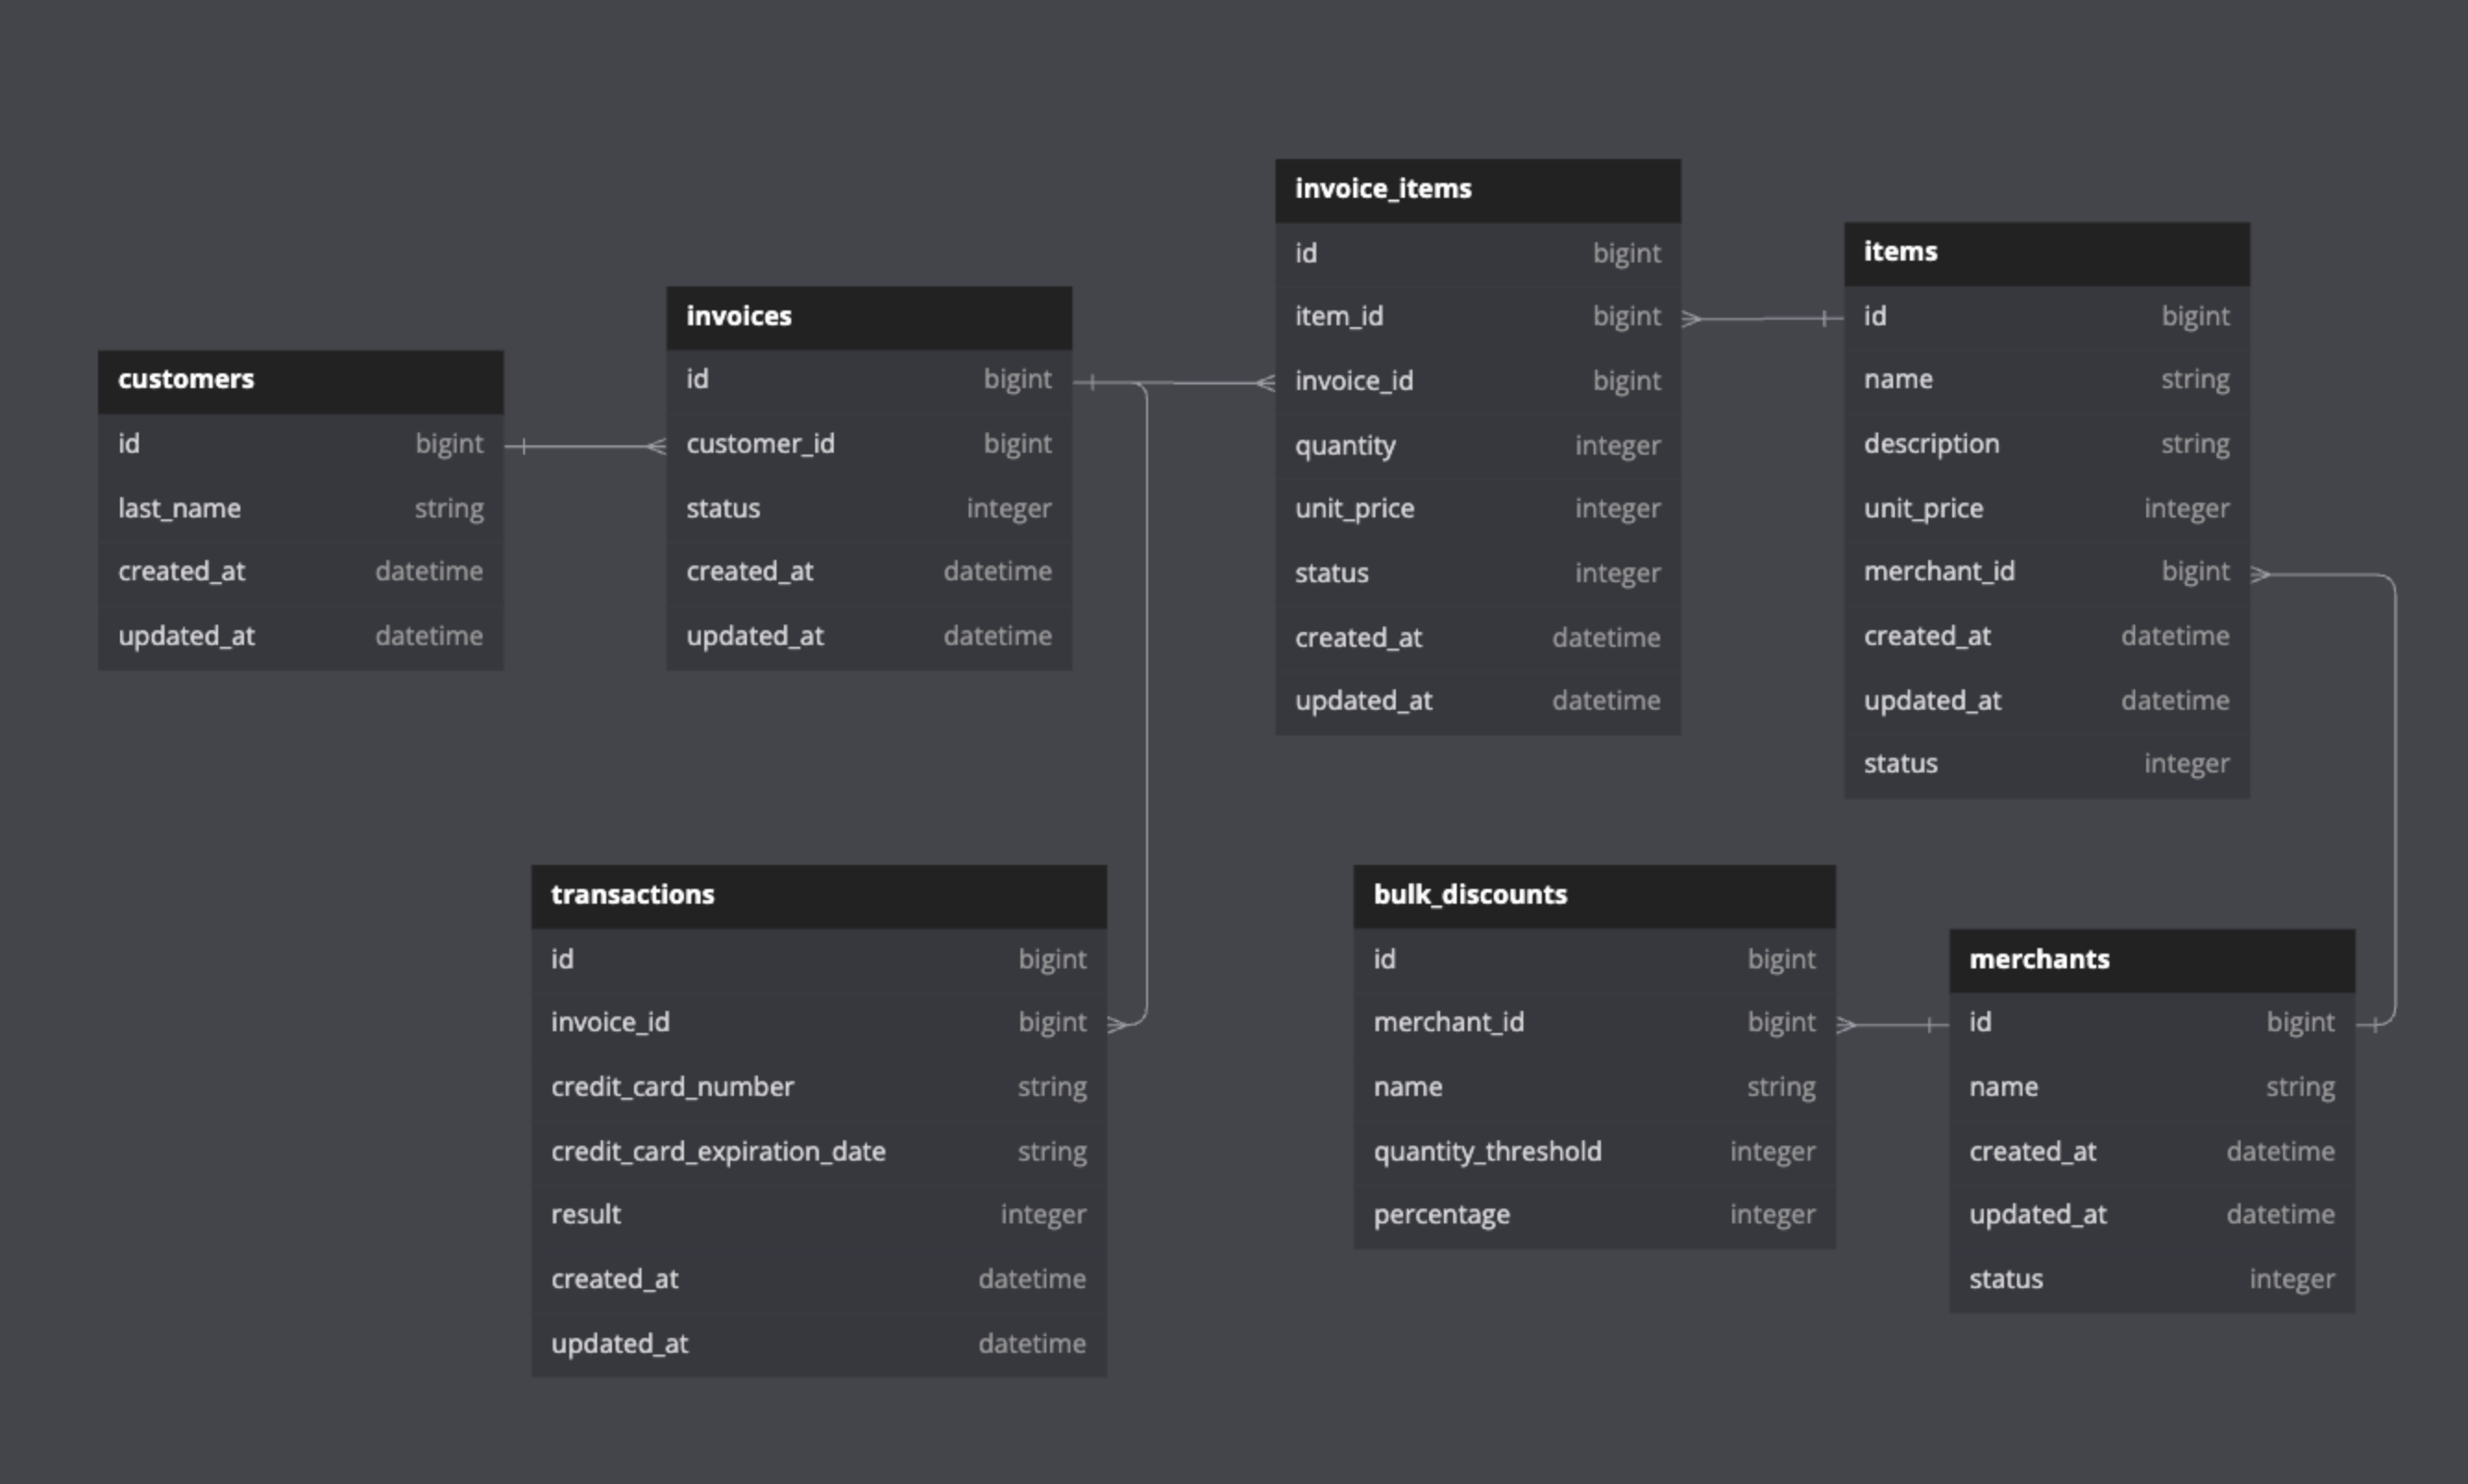 customers
id bigint
last_name string
created_at datetime
updated_at datetime
invoices
id bigint
customer_id bigint
status integer
created_at datetime
updated_at datetime
invoice_items
id bigint
item_id bigint
invoice_id bigint
quantity integer
unit_price integer
status integer
created_at datetime
updated_at datetime
items
id bigint
name string
description string
unit_price integer
merchant_id bigint
created_at datetime
updated_at datetime
status integer
transactions
id bigint
invoice_id bigint
credit_card_number string
credit_card_expiration_date string
result integer
created_at datetime
updated_at datetime
bulk_discounts
id bigint
merchant_id bigint
name string
quantity_threshold integer
percentage integer
merchants
id bigint
name string
created_at datetime
updated_at datetime
status integer